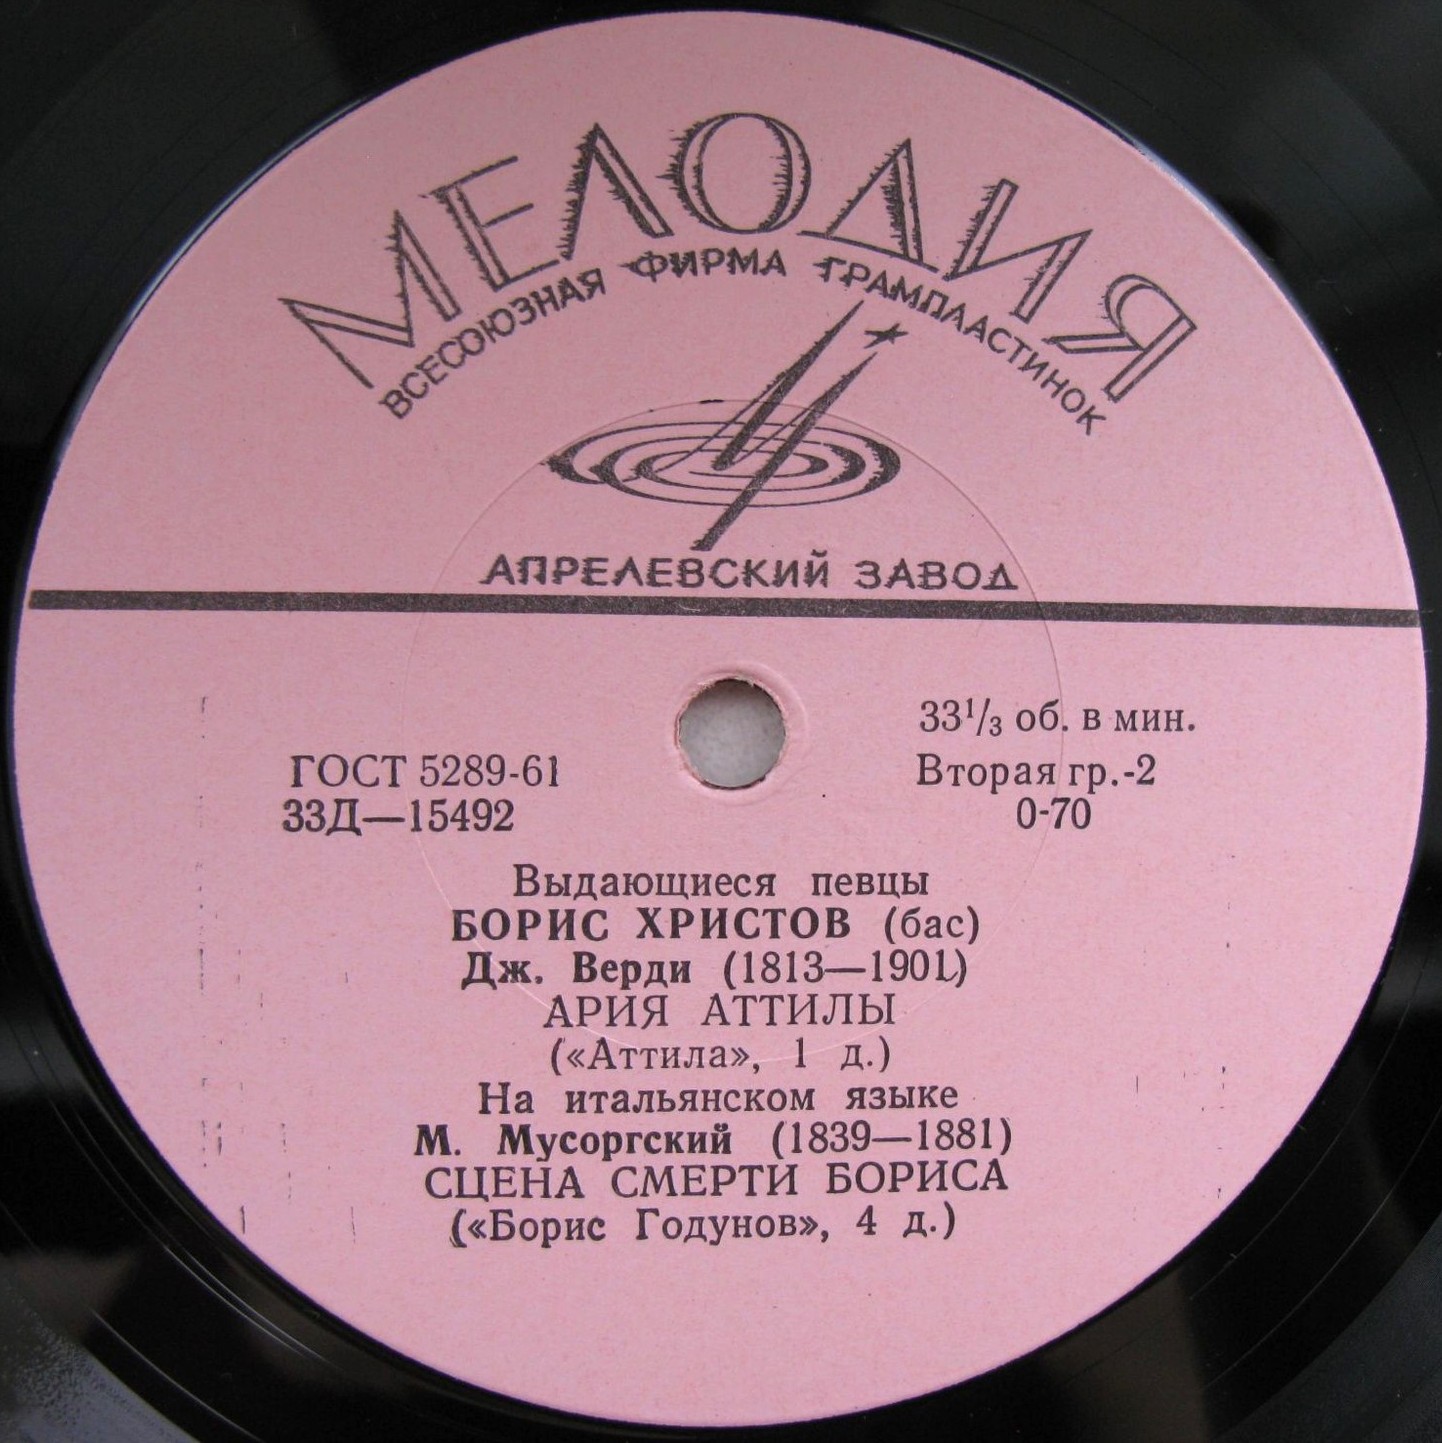 МЕЛОДИЯ
ВСЕСОЮЗНАЯ ФИРМА ГРАМПЛАСТИНОК
АПРЕЛЕВСКИЙ ЗАВОД
33¹/₃ об. в мин.
ГОСТ 5289-61
Вторая гр.-2
33Д—15492
0-70
Выдающиеся певцы
БОРИС ХРИСТОВ (бас)
Дж. Верди (1813—1901)
АРИЯ АТТИЛЫ
(«Аттила», 1 д.)
На итальянском языке
М. Мусоргский (1839—1881)
СЦЕНА СМЕРТИ БОРИСА
(«Борис Годунов», 4 д.)